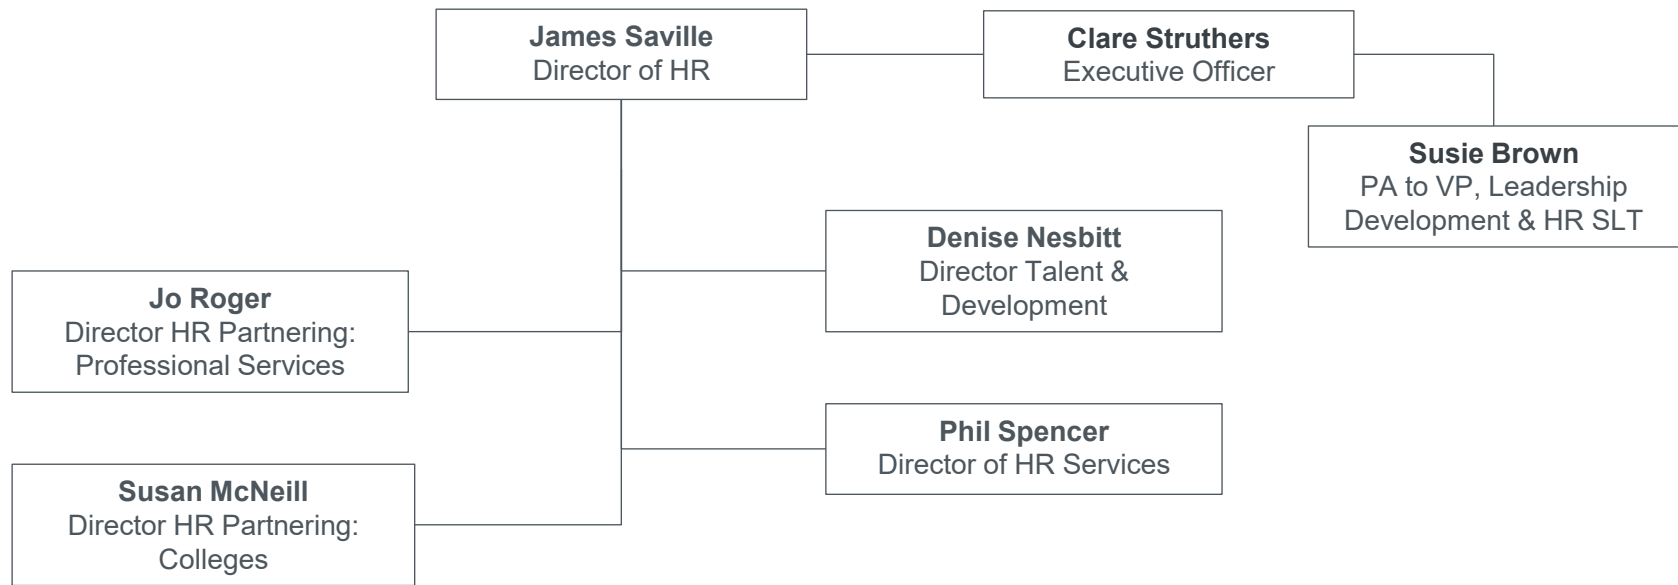 James Saville
Director of HR
Clare Struthers
Executive Officer
Susie Brown
PA to VP, Leadership
Development & HR SLT
Denise Nesbitt
Director Talent &
Development
Jo Roger
Director HR Partnering:
Professional Services
Phil Spencer
Director of HR Services
Susan McNeill
Director HR Partnering:
Colleges